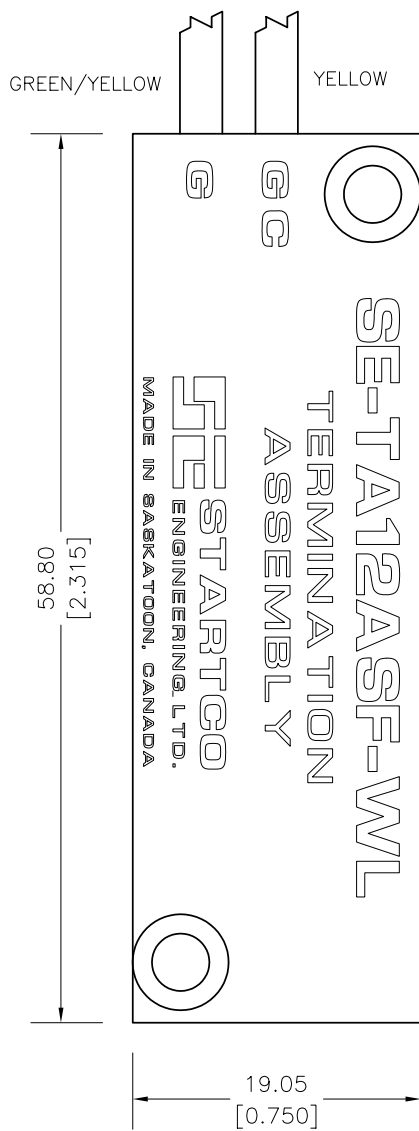 GREEN/YELLOW
YELLOW
G
GC
SE-TA12ASF-WL
TERMINATION
ASSEMBLY
STARTCO
ENGINEERING LTD.
MADE IN SASKATOON, CANADA
58.80
[2.315]
19.05
[0.750]